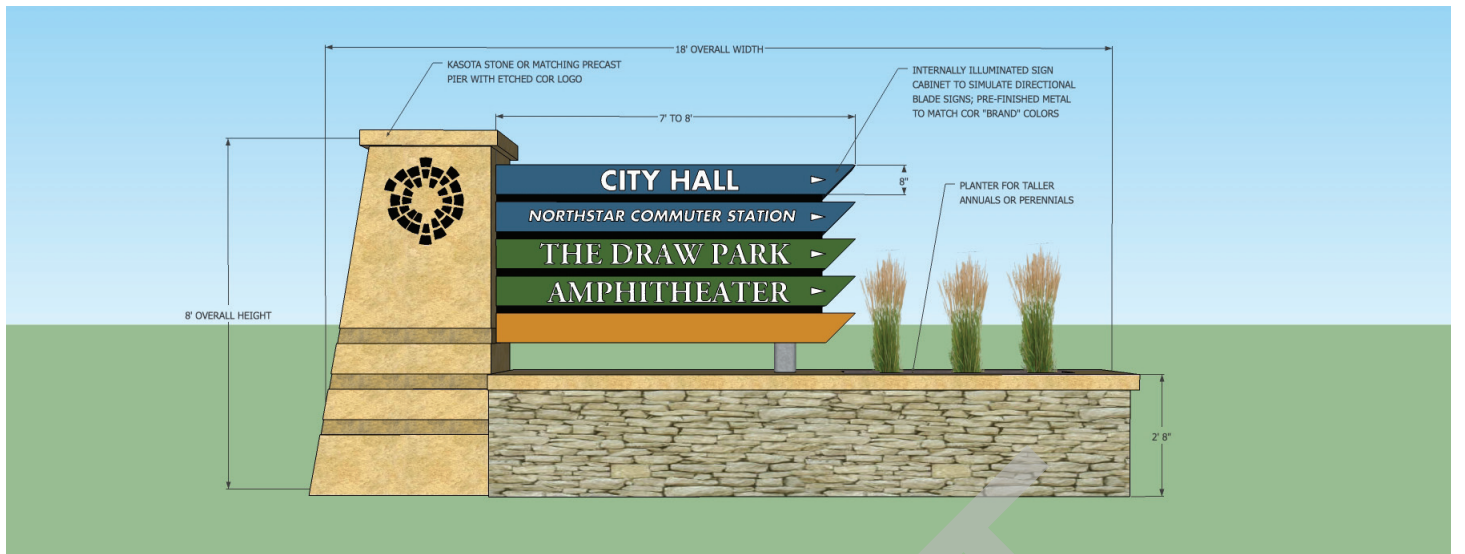 18' OVERALL WIDTH
KASOTA STONE OR MATCHING PRECAST
PIER WITH ETCHED COR LOGO
INTERNALLY ILLUMINATED SIGN
CABINET TO SIMULATE DIRECTIONAL
BLADE SIGNS; PRE-FINISHED METAL
TO MATCH COR "BRAND" COLORS
7' TO 8'
CITY HALL
8"
PLANTER FOR TALLER
ANNUALS OR PERENNIALS
NORTHSTAR COMMUTER STATION
THE DRAW PARK
AMPHITHEATER
8' OVERALL HEIGHT
2' 8"